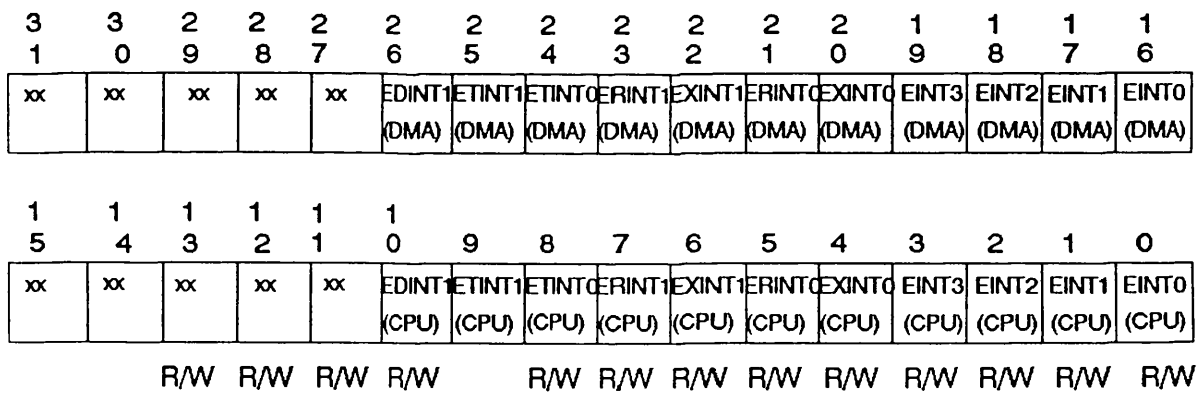 3 3 2 2 2 2 2 2 2 2 2 2 1 1 1 1
1 0 9 8 7 6 5 4 3 2 1 0 9 8 7 6
xx xx xx xx xx EDINT1 ETINT1 ETINT0 ERINT1 EXINT1 ERINT0 EXINT0 EINT3 EINT2 EINT1 EINT0
(DMA) (DMA) (DMA) (DMA) (DMA) (DMA) (DMA) (DMA) (DMA) (DMA) (DMA)
1 1 1 1 1 1
5 4 3 2 1 0 9 8 7 6 5 4 3 2 1 0
xx xx xx xx xx EDINT1 ETINT1 ETINT0 ERINT1 EXINT1 ERINT0 EXINT0 EINT3 EINT2 EINT1 EINT0
(CPU) (CPU) (CPU) (CPU) (CPU) (CPU) (CPU) (CPU) (CPU) (CPU) (CPU)
R/W R/W R/W R/W R/W R/W R/W R/W R/W R/W R/W R/W R/W